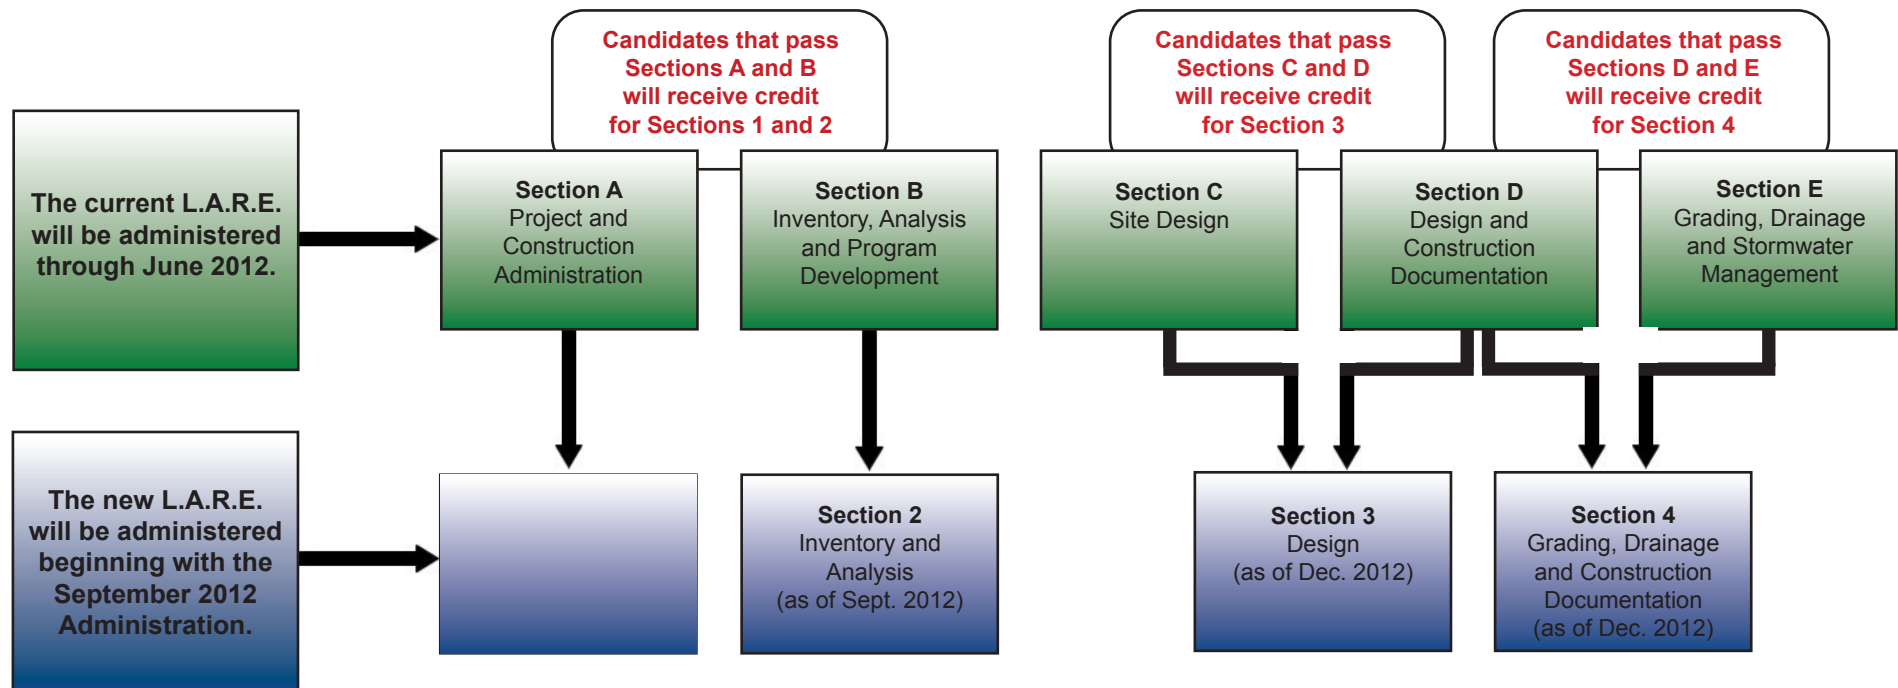 Candidates that pass
Sections A and B
will receive credit
for Sections 1 and 2
Candidates that pass
Sections C and D
will receive credit
for Section 3
Candidates that pass
Sections D and E
will receive credit
for Section 4
The current L.A.R.E.
will be administered
through June 2012.
Section A
Project and
Construction
Administration
Section B
Inventory, Analysis
and Program
Development
Section C
Site Design
Section D
Design and
Construction
Documentation
Section E
Grading, Drainage
and Stormwater
Management
The new L.A.R.E.
will be administered
beginning with the
September 2012
Administration.
Section 2
Inventory and
Analysis
(as of Sept. 2012)
Section 3
Design
(as of Dec. 2012)
Section 4
Grading, Drainage
and Construction
Documentation
(as of Dec. 2012)